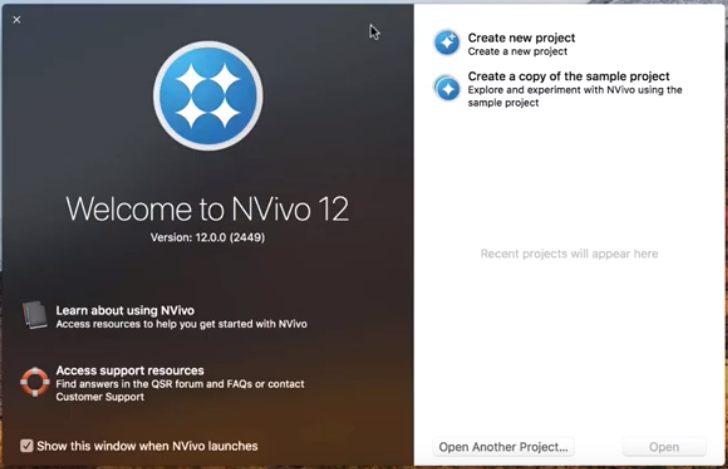 Welcome to NVivo 12
Version: 12.0.0 (2449)
Learn about using NVivo
Access resources to help you get started with NVivo
Access support resources
Find answers in the QSR forum and FAQs or contact
Customer Support
Show this window when NVivo launches
Create new project
Create a new project
Create a copy of the sample project
Explore and experiment with NVivo using the
sample project
Recent projects will appear here
Open Another Project...
Open